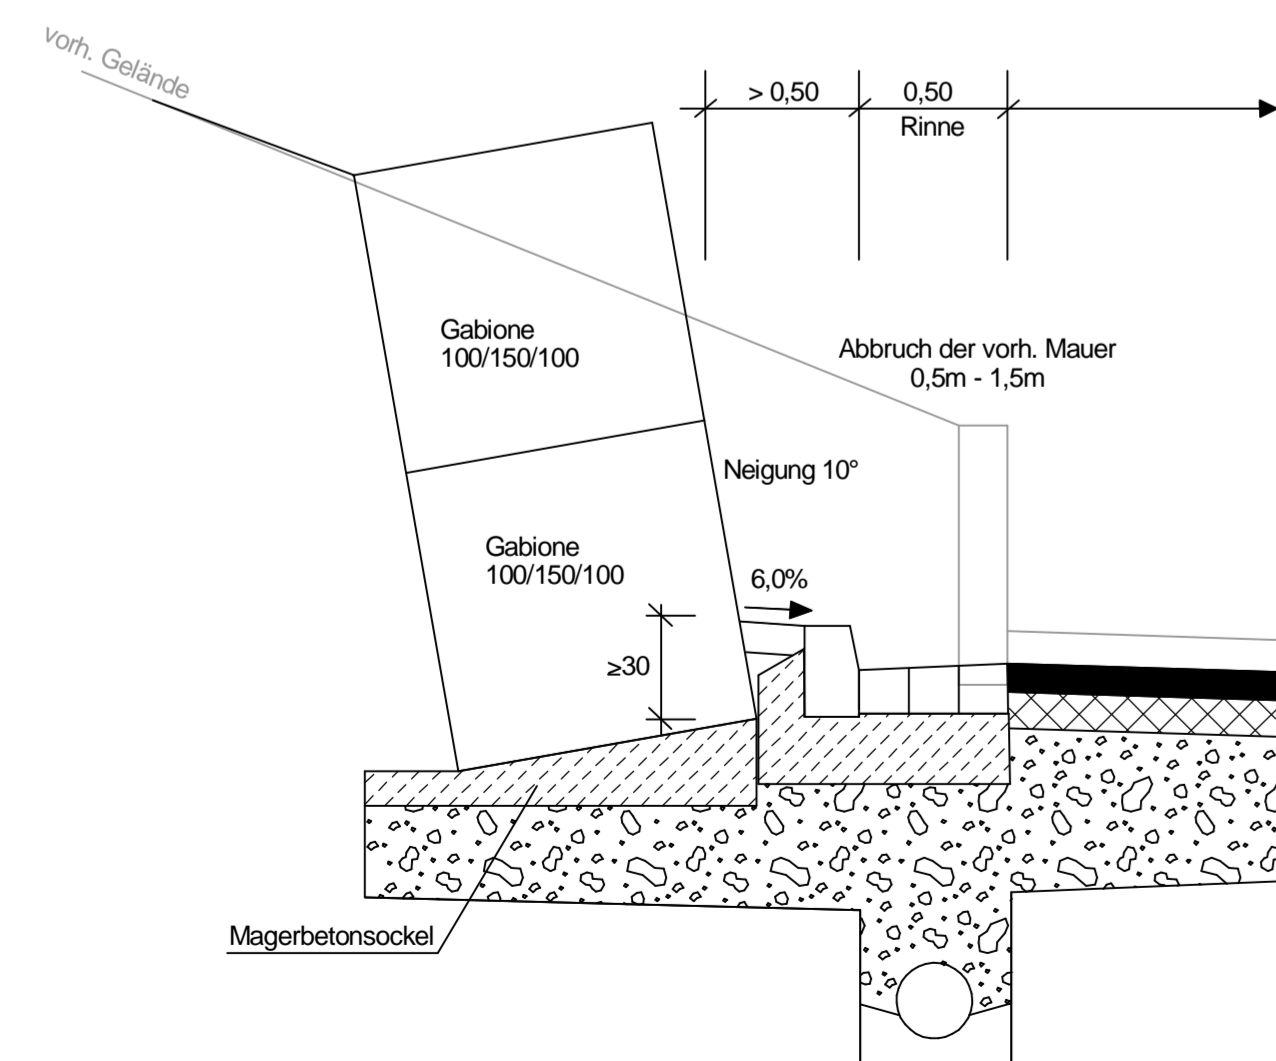 vorh. Gelände
> 0,50
0,50
Rinne
Gabione
100/150/100
Abbruch der vorh. Mauer
0,5m - 1,5m
Neigung 10°
Gabione
100/150/100
6,0%
≥30
Magerbetonsockel